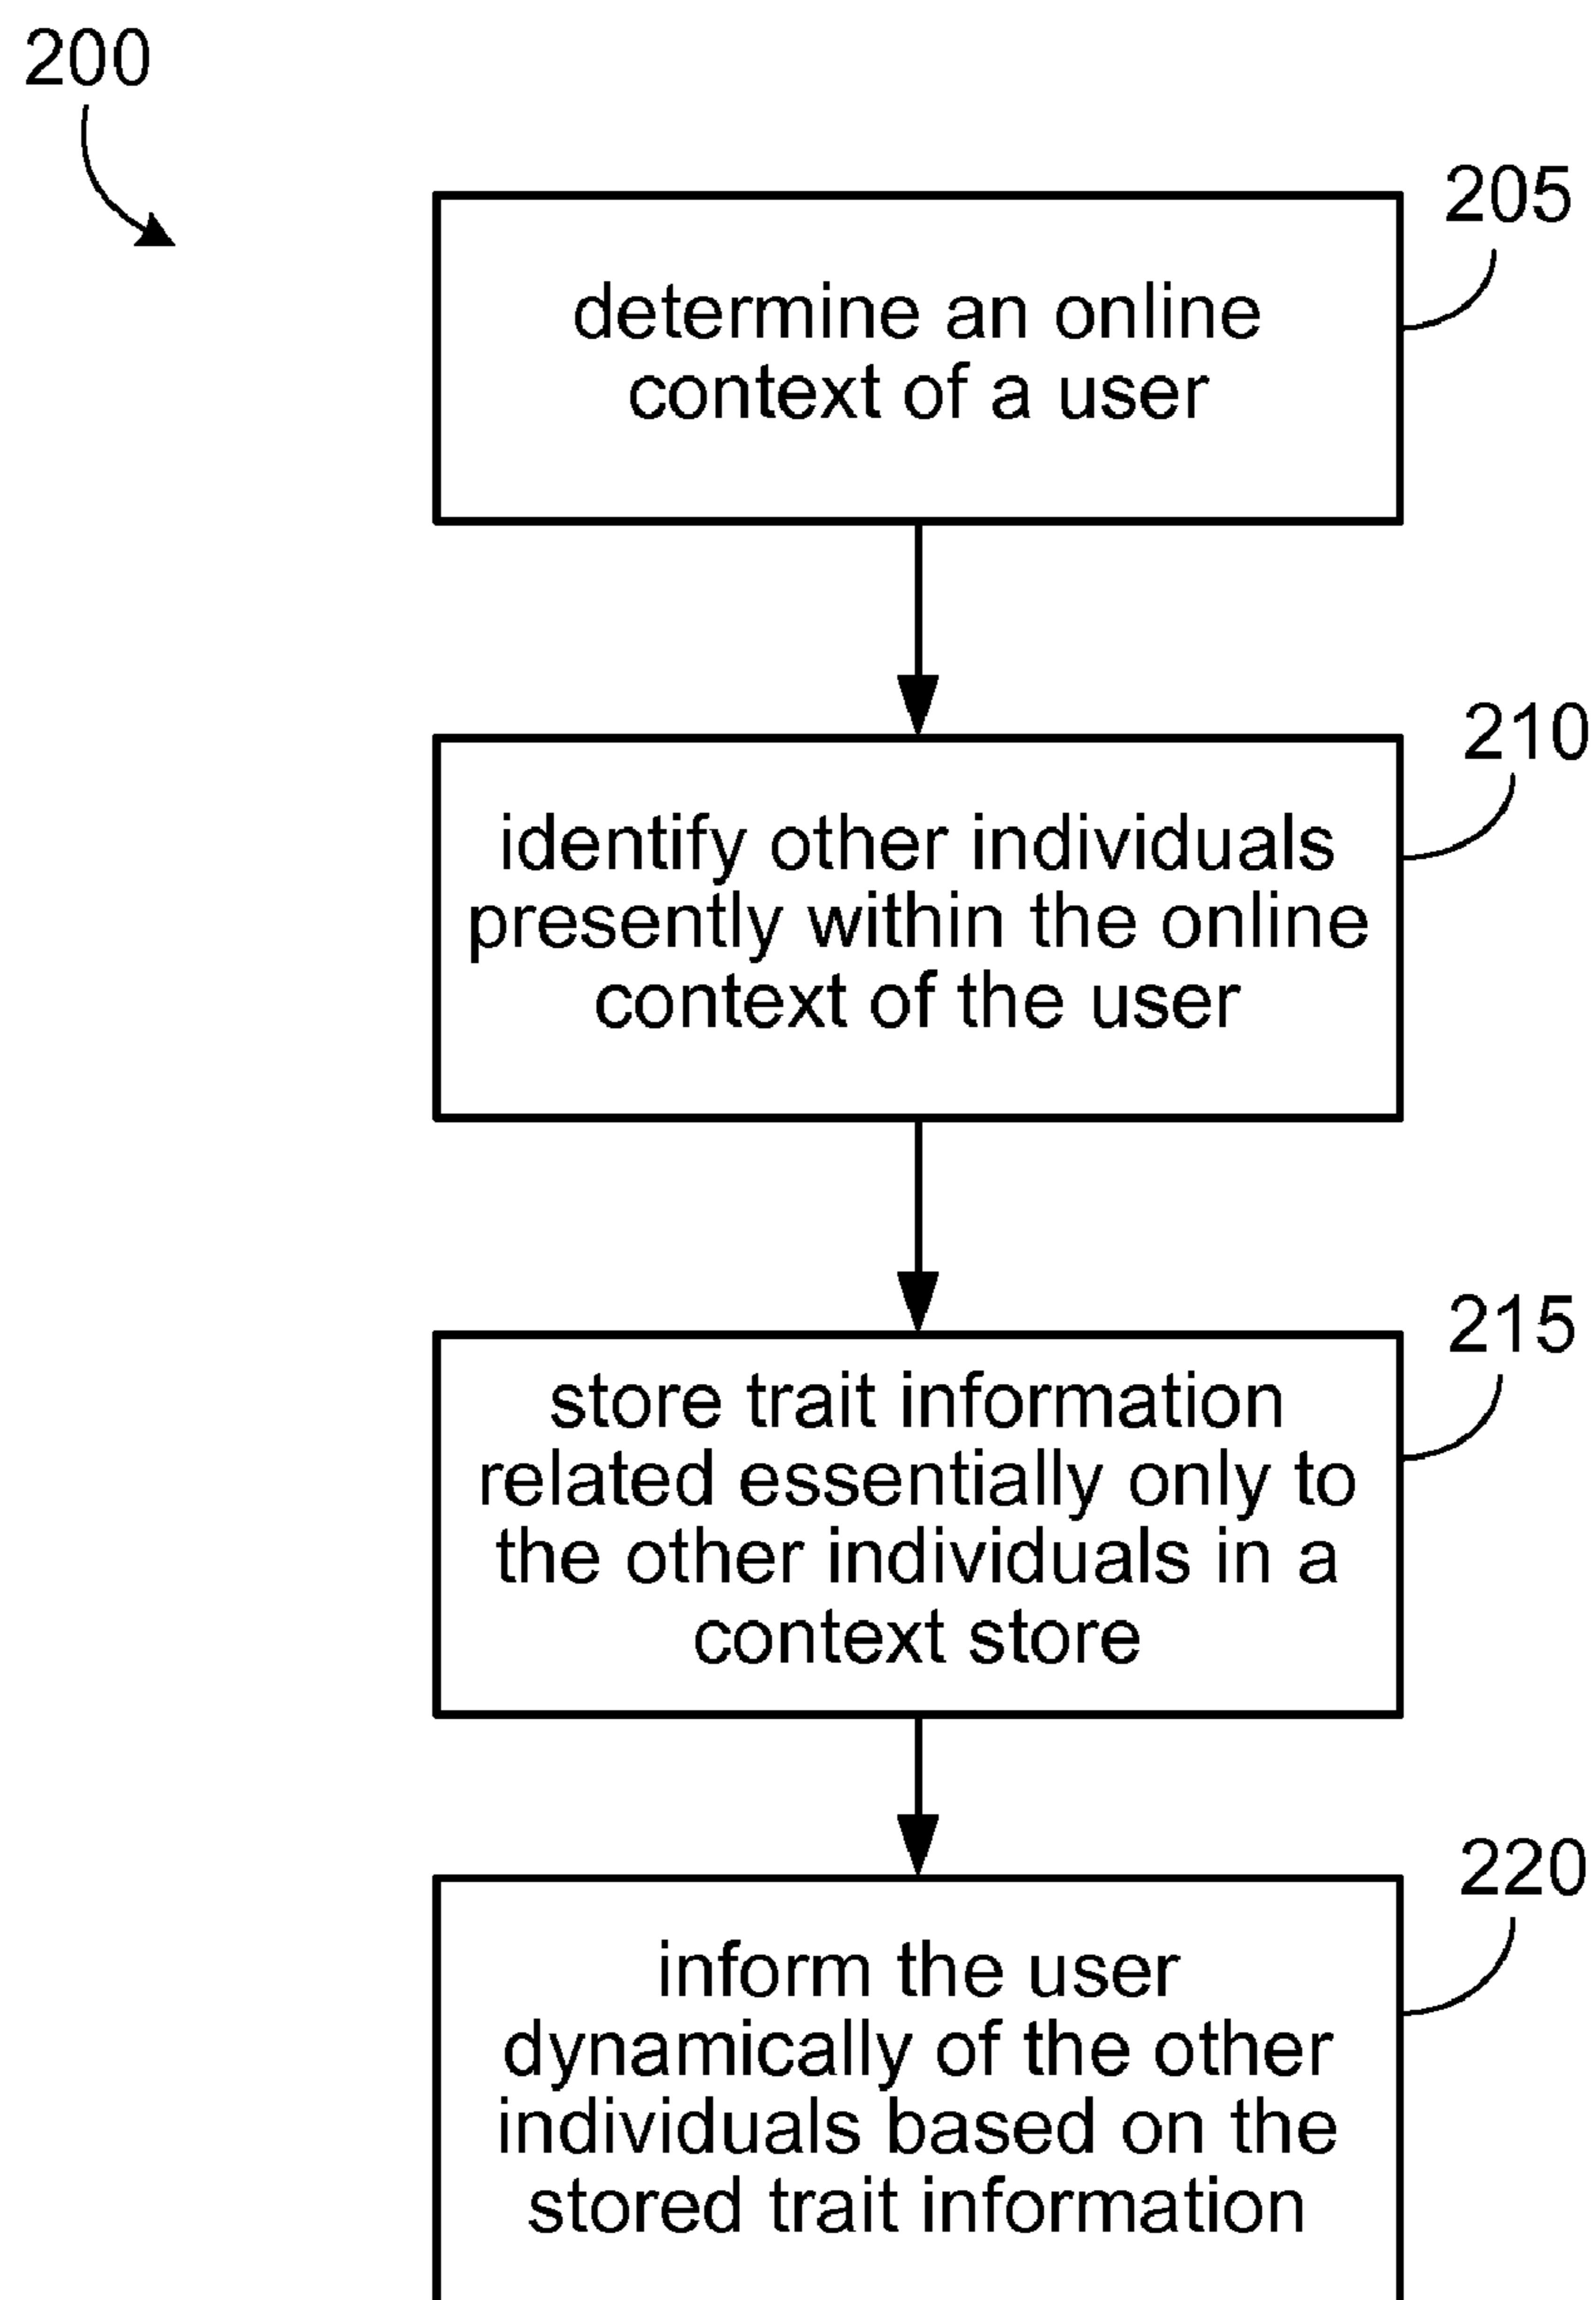 200
205
determine an online
context of a user
210
identify other individuals
presently within the online
context of the user
215
store trait information
related essentially only to
the other individuals in a
context store
220
inform the user
dynamically of the other
individuals based on the
stored trait information